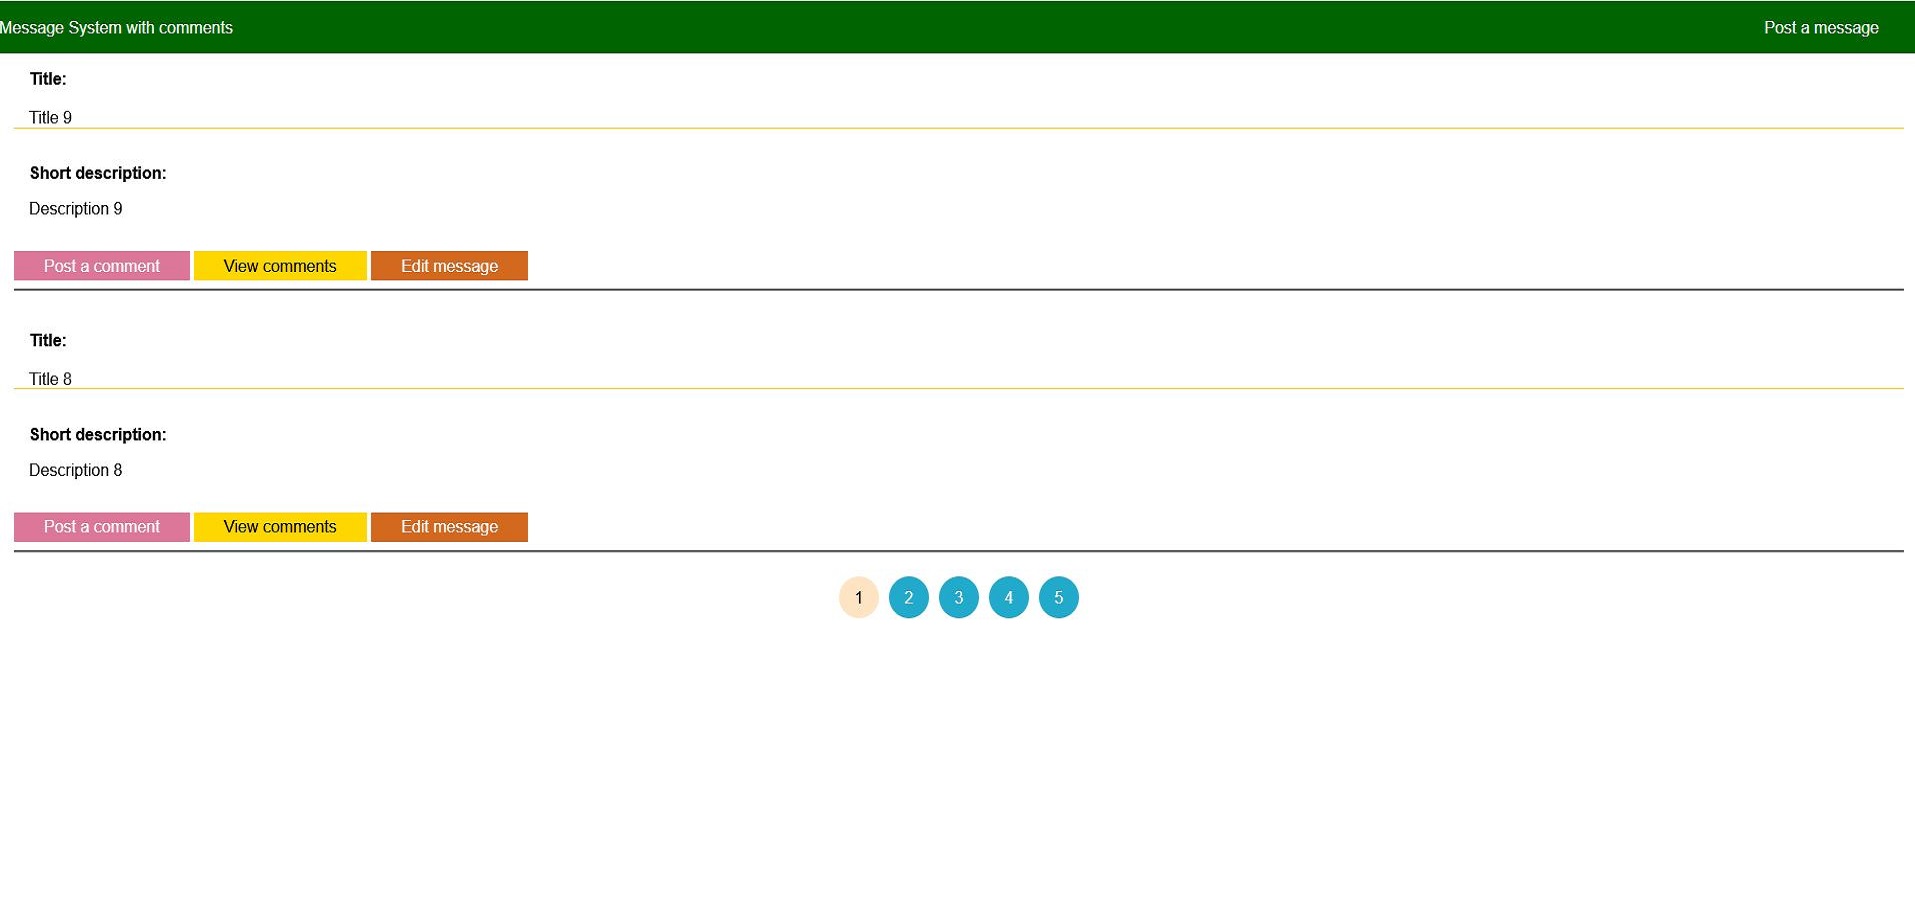 Message System with comments Post a message
Title:
Title 9
Short description:
Description 9
Post a comment View comments Edit message
Title:
Title 8
Short description:
Description 8
Post a comment View comments Edit message
1 2 3 4 5